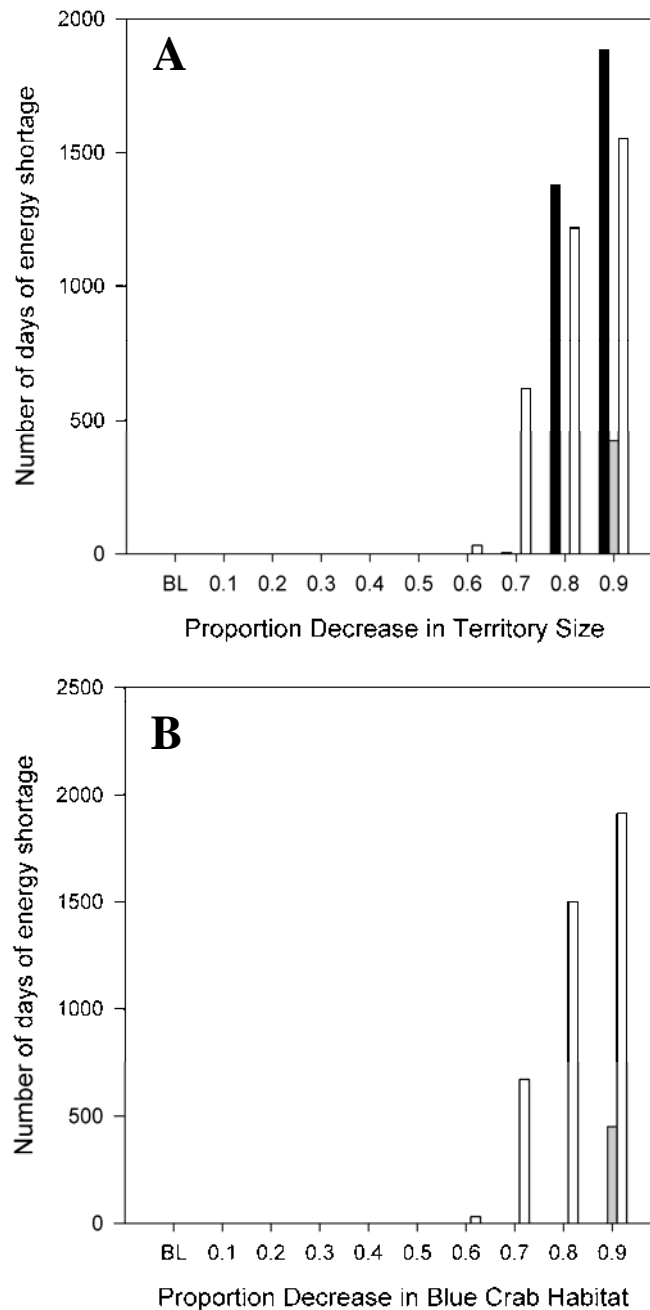 A
2000
1500
1000
500
0
Number of days of energy shortage
BL 0.1 0.2 0.3 0.4 0.5 0.6 0.7 0.8 0.9
Proportion Decrease in Territory Size
B
2500
2000
1500
1000
500
0
Number of days of energy shortage
BL 0.1 0.2 0.3 0.4 0.5 0.6 0.7 0.8 0.9
Proportion Decrease in Blue Crab Habitat